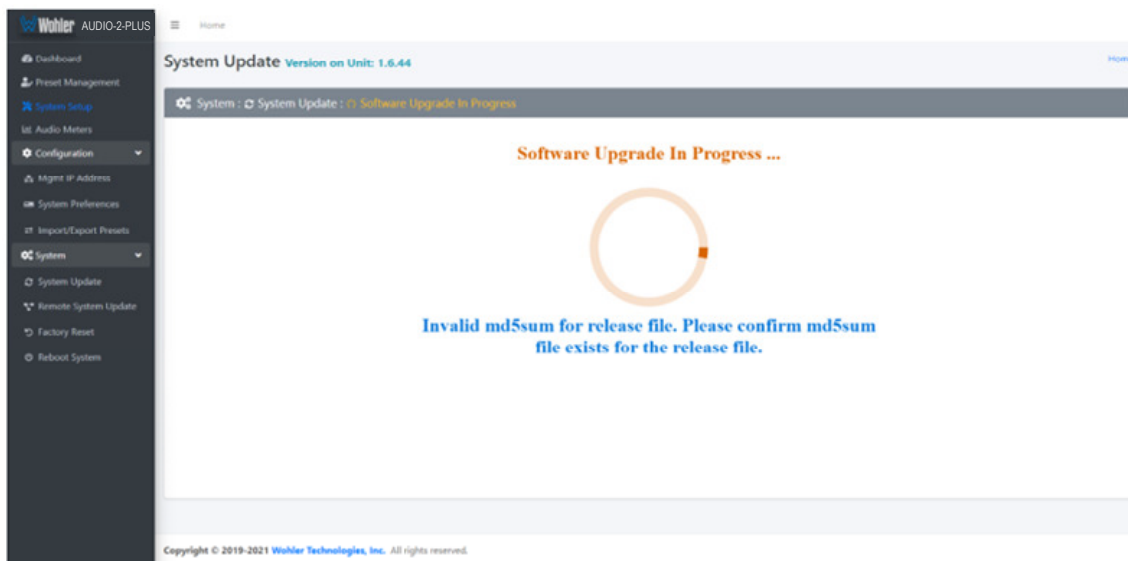 Wohler AUDIO-2-PLUS
Home
Dashboard
Preset Management
System Setup
Audio Meters
Configuration
Mgmt IP Address
System Preferences
Import/Export Presets
System
System Update
Remote System Update
Factory Reset
Reboot System
System Update Version on Unit: 1.6.44
Hom
System : System Update : Software Upgrade In Progress
Software Upgrade In Progress ...
Invalid md5sum for release file. Please confirm md5sum
file exists for the release file.
Copyright © 2019-2021 Wohler Technologies, Inc. All rights reserved.